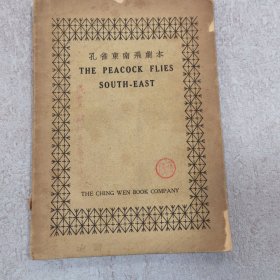 孔雀東南飛劇本
THE PEACOCK FLIES
SOUTH-EAST
THE CHING WEN BOOK COMPANY